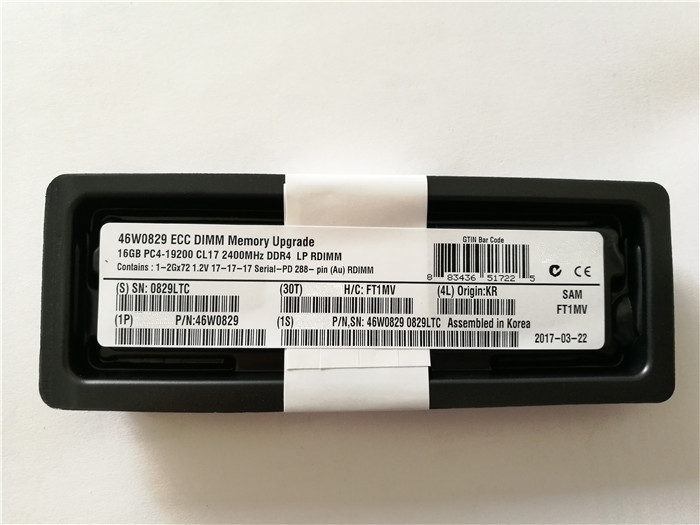 46W0829 ECC DIMM Memory Upgrade
16GB PC4-19200 CL17 2400MHz DDR4 LP RDIMM
Contains : 1-2Gx72 1.2V 17-17-17 Serial-PD 288- pin (Au) RDIMM
GTIN Bar Code
8 83436 51722 5
CE
(S) SN: 0829LTC
(30T) H/C: FT1MV
(4L) Origin:KR
SAM
FT1MV
(1P) P/N:46W0829
(1S) P/N,SN: 46W0829 0829LTC Assembled in Korea
2017-03-22